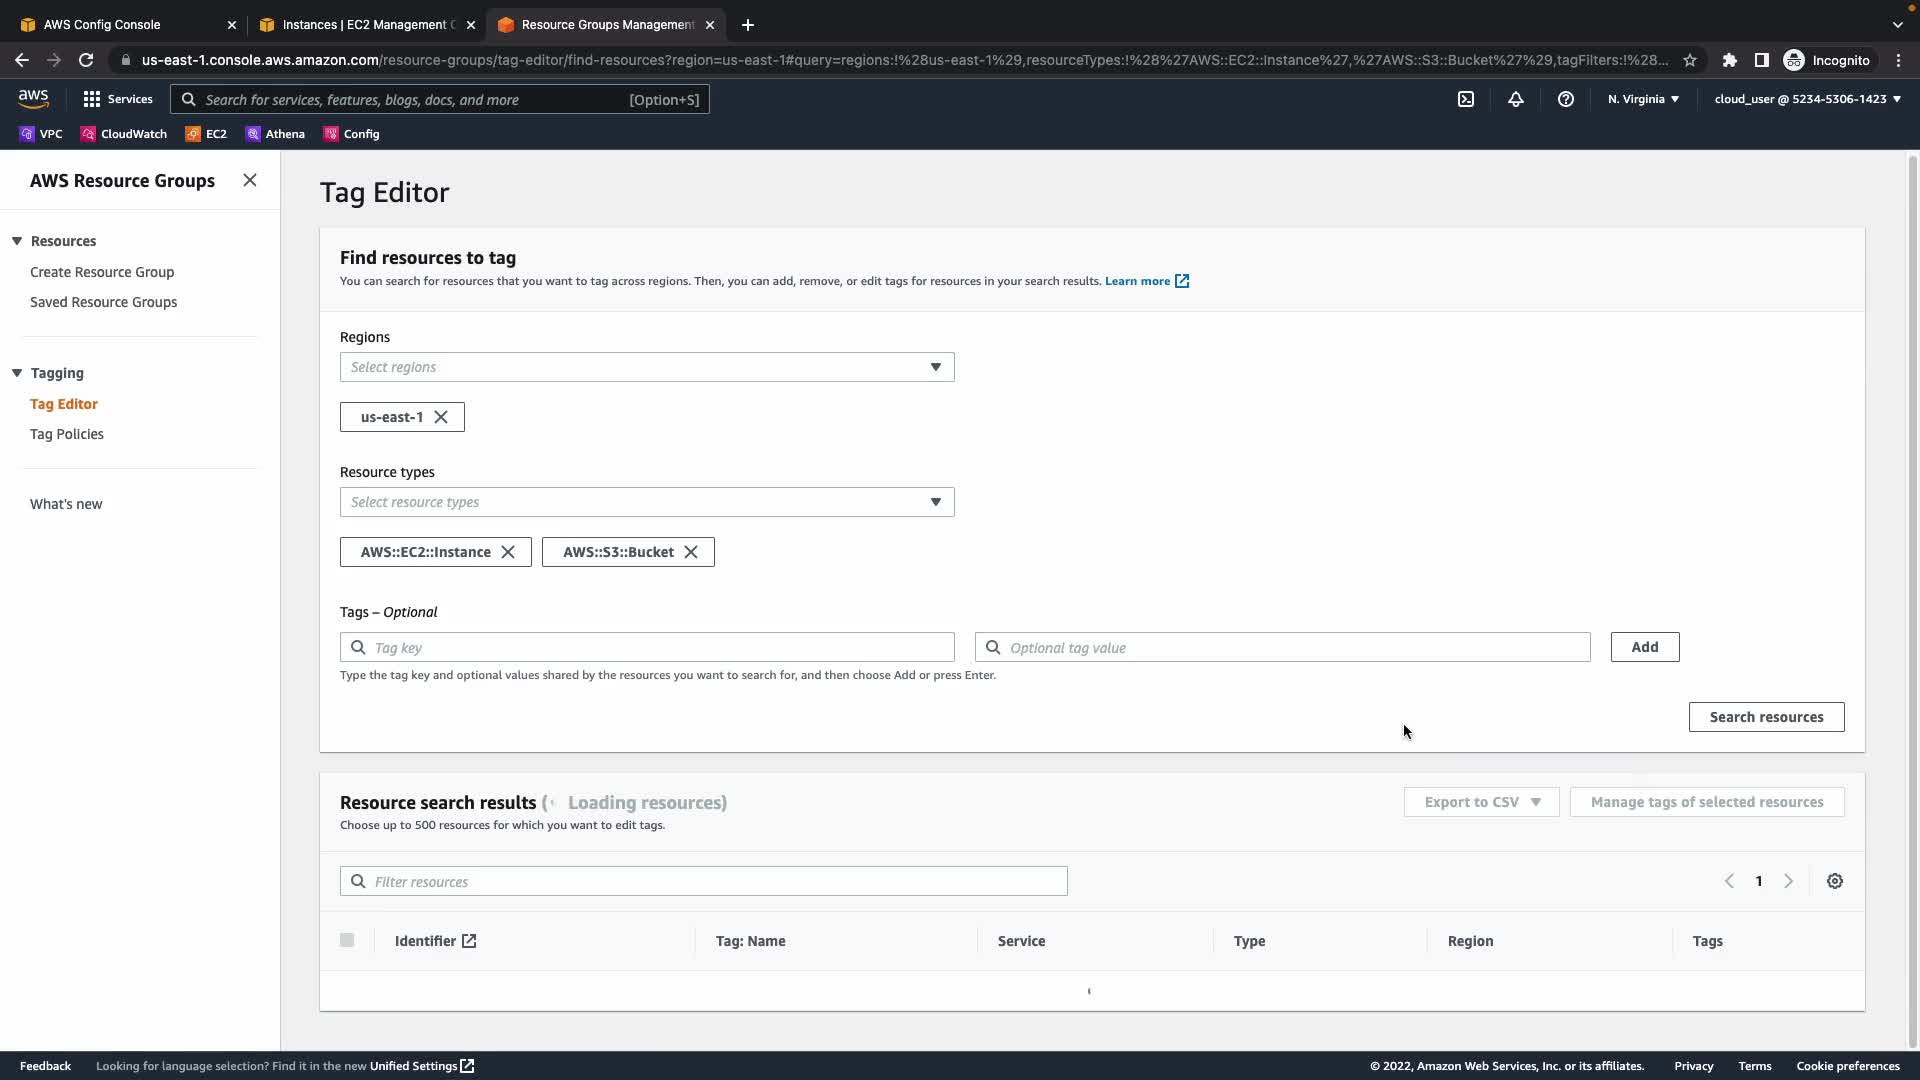 AWS Config Console
Instances | EC2 Management C
Resource Groups Management
us-east-1.console.aws.amazon.com/resource-groups/tag-editor/find-resources?region=us-east-1#query=regions:!%28us-east-1%29,resourceTypes:!%28%27AWS::EC2::Instance%27,%27AWS::S3::Bucket%27%29,tagFilters:!%28...
Incognito
aws
Services
Search for services, features, blogs, docs, and more
[Option+S]
N. Virginia
cloud_user @ 5234-5306-1423
VPC
CloudWatch
EC2
Athena
Config
AWS Resource Groups
Resources
Create Resource Group
Saved Resource Groups
Tagging
Tag Editor
Tag Policies
What's new
Tag Editor
Find resources to tag
You can search for resources that you want to tag across regions. Then, you can add, remove, or edit tags for resources in your search results. Learn more
Regions
Select regions
us-east-1
Resource types
Select resource types
AWS::EC2::Instance
AWS::S3::Bucket
Tags – Optional
Tag key
Optional tag value
Add
Type the tag key and optional values shared by the resources you want to search for, and then choose Add or press Enter.
Search resources
Resource search results ( Loading resources)
Choose up to 500 resources for which you want to edit tags.
Export to CSV
Manage tags of selected resources
Filter resources
1
Identifier
Tag: Name
Service
Type
Region
Tags
Feedback
Looking for language selection? Find it in the new Unified Settings
© 2022, Amazon Web Services, Inc. or its affiliates.
Privacy
Terms
Cookie preferences